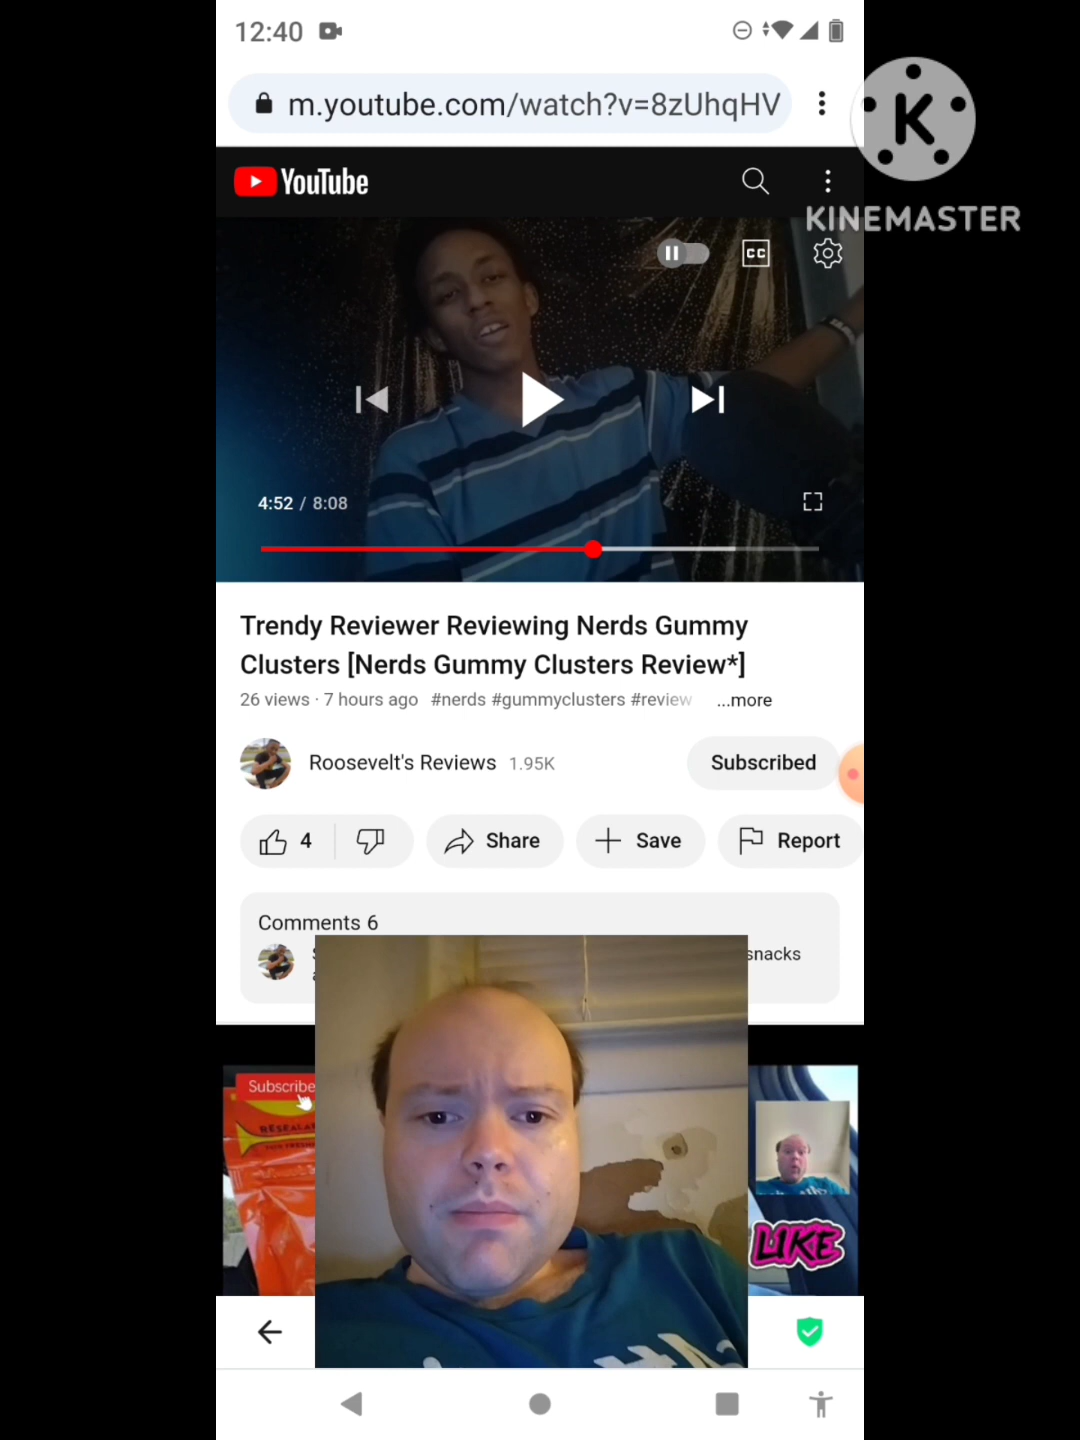 12:40
m.youtube.com/watch?v=8zUhqHV
K
KINEMASTER
YouTube
CC
4:52 / 8:08
Trendy Reviewer Reviewing Nerds Gummy
Clusters [Nerds Gummy Clusters Review*]
26 views · 7 hours ago #nerds #gummyclusters #review ...more
Roosevelt's Reviews 1.95K
Subscribed
4
Share
Save
Report
Comments 6
snacks
Subscribe
LIKE